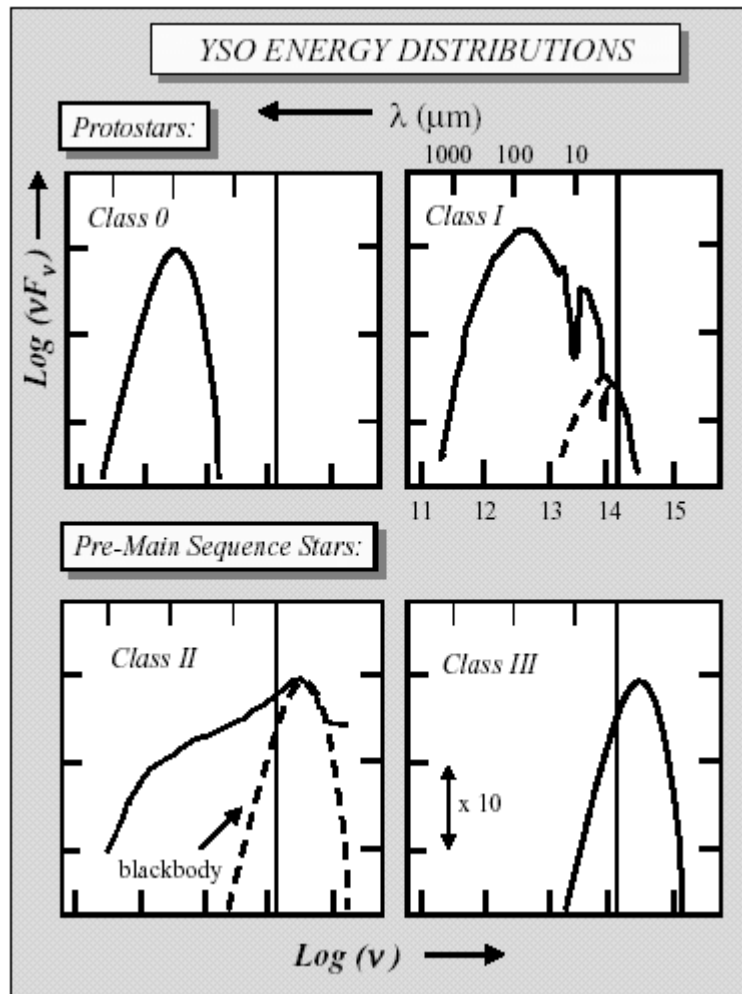 YSO ENERGY DISTRIBUTIONS
Protostars:
λ (μm)
1000 100 10
Class 0
Class I
Log (νFν)
11 12 13 14 15
Pre-Main Sequence Stars:
Class II
Class III
x 10
blackbody
Log (ν)